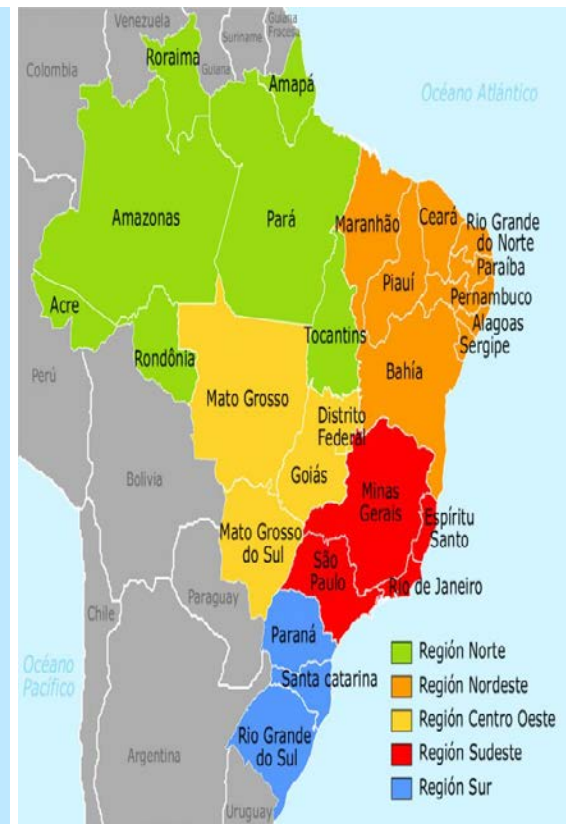 Venezuela
Guiana
Francesa
Suriname
Guiana
Colombia
Roraima
Amapá
Océano Atlántico
Amazonas
Pará
Maranhão
Ceará
Rio Grande
do Norte
Paraíba
Piauí
Pernambuco
Alagoas
Sergipe
Acre
Rondônia
Tocantins
Bahía
Perú
Mato Grosso
Distrito
Federal
Goiás
Bolivia
Minas
Gerais
Espíritu
Santo
Mato Grosso
do Sul
São
Paulo
Rio de Janeiro
Paraguay
Chile
Paraná
Santa catarina
Océano
Pacífico
Rio Grande
do Sul
Argentina
Uruguay
Región Norte
Región Nordeste
Región Centro Oeste
Región Sudeste
Región Sur